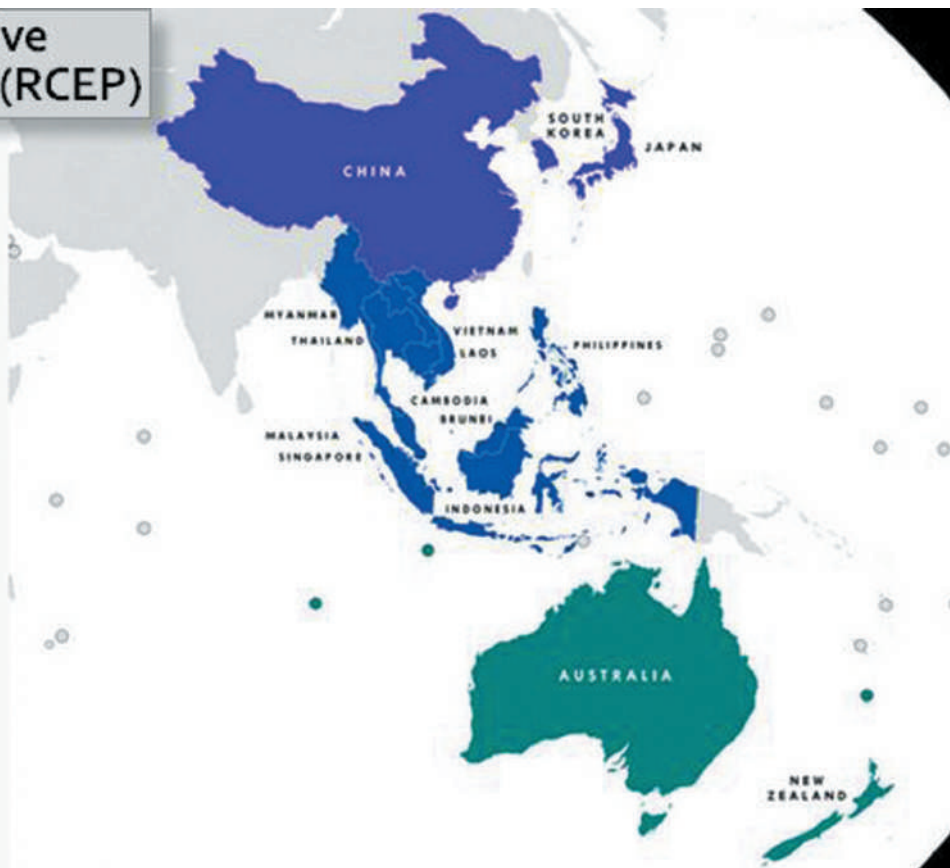 ve
(RCEP)
SOUTH
KOREA
JAPAN
CHINA
MYANMAR
THAILAND
VIETNAM
LAOS
PHILIPPINES
CAMBODIA
BRUNEI
MALAYSIA
SINGAPORE
INDONESIA
AUSTRALIA
NEW
ZEALAND